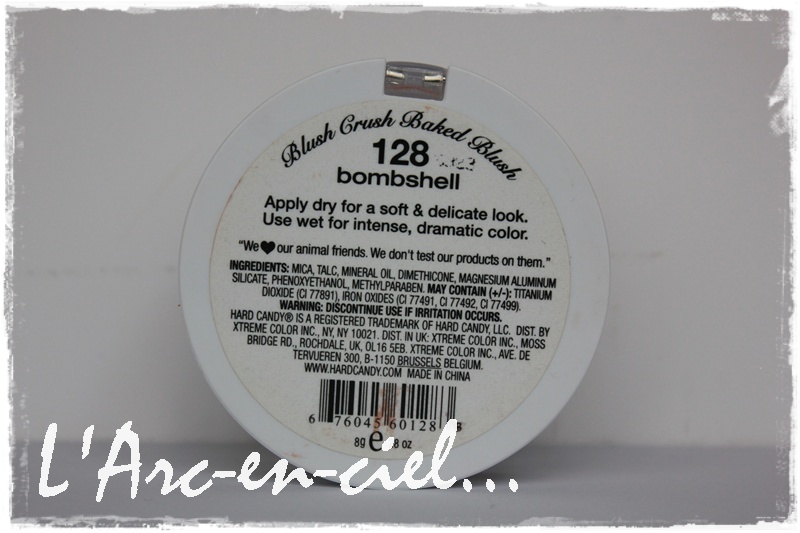 Blush Crush Baked Blush
128
bombshell
Apply dry for a soft & delicate look.
Use wet for intense, dramatic color.
"We ♥ our animal friends. We don't test our products on them."
INGREDIENTS: MICA, TALC, MINERAL OIL, DIMETHICONE, MAGNESIUM ALUMINUM
SILICATE, PHENOXYETHANOL, METHYLPARABEN. MAY CONTAIN (+/-): TITANIUM
DIOXIDE (CI 77891), IRON OXIDES (CI 77491, CI 77492, CI 77499).
WARNING: DISCONTINUE USE IF IRRITATION OCCURS.
HARD CANDY® IS A REGISTERED TRADEMARK OF HARD CANDY, LLC. DIST. BY
XTREME COLOR INC., NY, NY 10021. DIST. IN UK: XTREME COLOR INC., MOSS
BRIDGE RD., ROCHDALE, UK, OL16 5EB. XTREME COLOR INC., AVE. DE
TERVUEREN 300, B-1150 BRUSSELS BELGIUM.
WWW.HARDCANDY.COM MADE IN CHINA
6 76045 60128
8g e .8 oz
L'Arc-en-ciel...